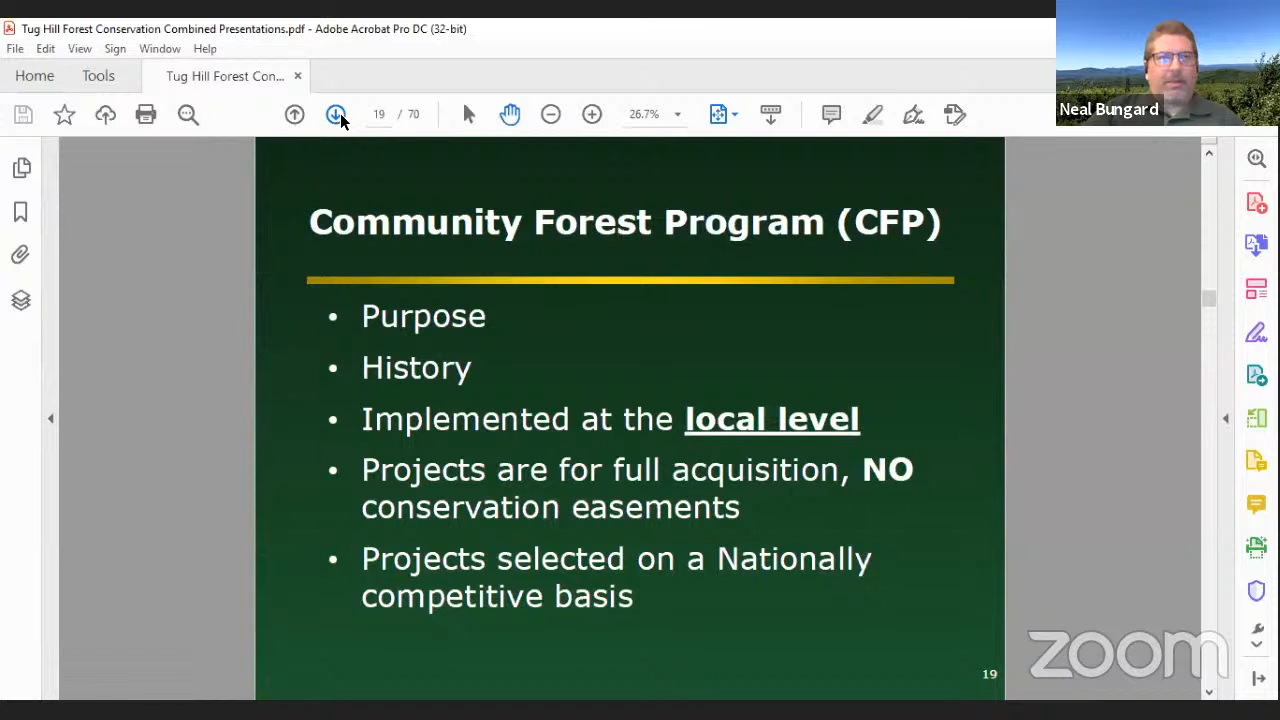 Tug Hill Forest Conservation Combined Presentations.pdf - Adobe Acrobat Pro DC (32-bit)
File Edit View Sign Window Help
Home Tools Tug Hill Forest Con... ×
19 / 70 26.7%
Neal Bungard
Community Forest Program (CFP)
• Purpose
• History
• Implemented at the local level
• Projects are for full acquisition, NO
conservation easements
• Projects selected on a Nationally
competitive basis
19
zoom